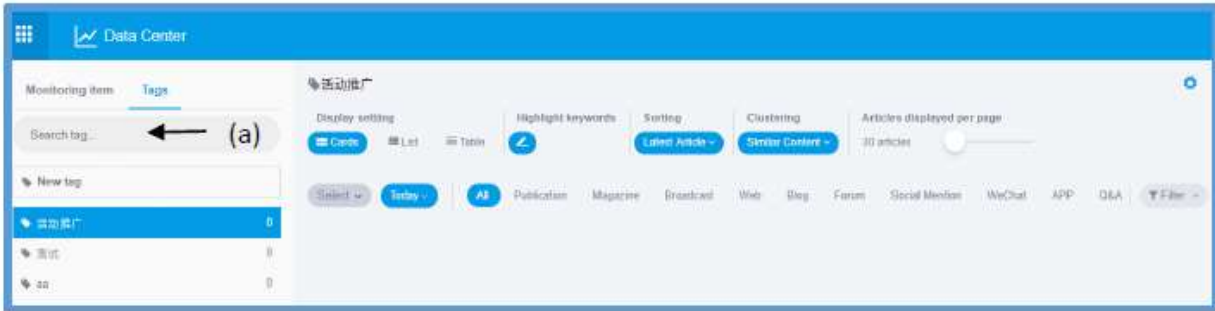 Data Center
Monitoring item Tags
Search tag...
(a)
New tag
活动推广 0
测试 0
aa 0
活动推广
Display setting Highlight keywords Sorting Clustering Articles displayed per page
Cards List Table Latest Article Similar Content 30 articles
Select Today All Publication Magazine Broadcast Web Blog Forum Social Mention WeChat APP Q&A Filter